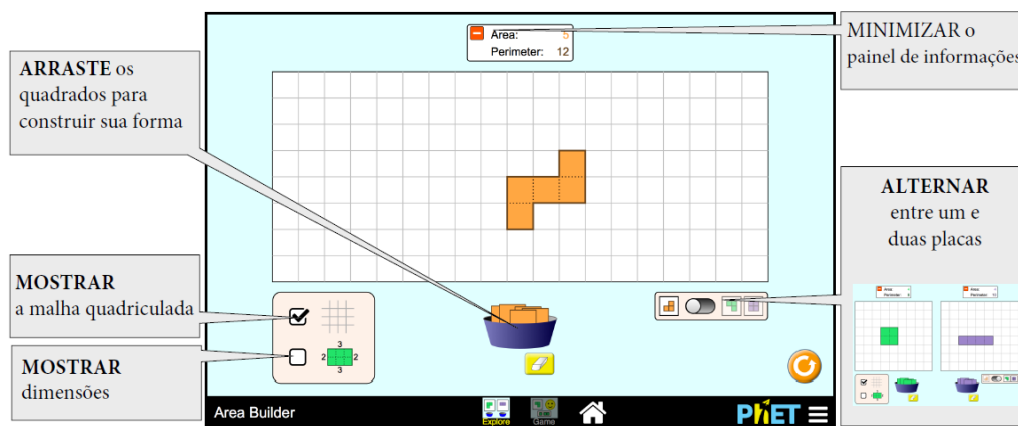 Area: 5
Perimeter: 12
MINIMIZAR o
painel de informações
ARRASTE os
quadrados para
construir sua forma
ALTERNAR
entre um e
duas placas
MOSTRAR
a malha quadriculada
MOSTRAR
dimensões
3
2 2
3
Area Builder
Explore
Game
PhET